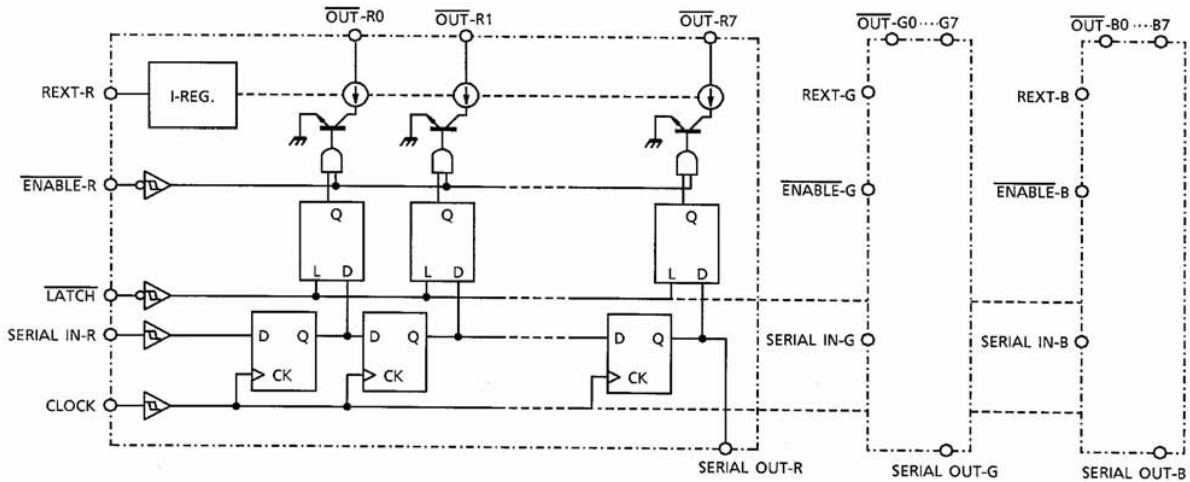 OUT-R0 OUT-R1 OUT-R7 OUT-G0 ····G7 OUT-B0 ····B7
REXT-R I-REG. REXT-G REXT-B
ENABLE-R ENABLE-G ENABLE-B
Q Q Q
L D L D L D
LATCH
SERIAL IN-R D Q D Q D Q SERIAL IN-G SERIAL IN-B
CK CK CK
CLOCK
SERIAL OUT-R SERIAL OUT-G SERIAL OUT-B